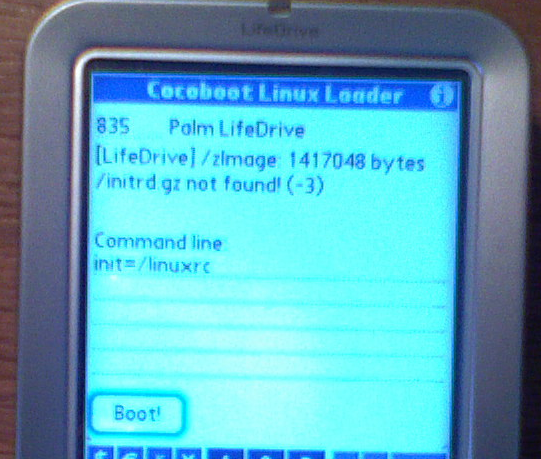 LifeDrive
Cocoboot Linux Loader i
835 Palm LifeDrive
[LifeDrive] /zImage: 1417048 bytes
/initrd.gz not found! (-3)
Command line
init=/linuxrc
Boot!